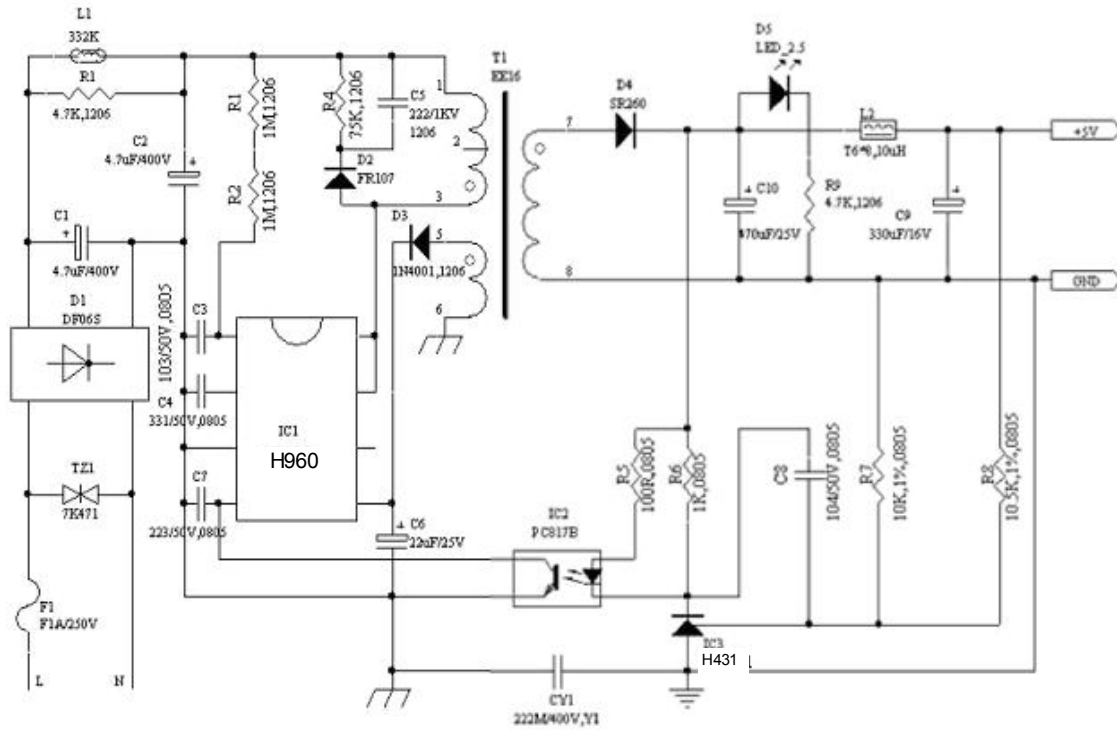 L1
332K
R1
4.7K,1206
C2
4.7uF/400V
C1
4.7uF/400V
D1
DF06S
TZ1
7K471
F1
F1A/250V
L
N
R1
1M,1206
R2
1M,1206
R4
75K,1206
C5
222/1KV
1206
D2
FR107
D3
1N4001,1206
T1
EE16
1
2
3
5
6
7
8
C3
103/50V,0805
C4
331/50V,0805
C7
223/50V,0805
IC1
H960
C6
22uF/25V
IC2
PC817B
D4
SR260
D5
LED_2.5
L2
T6*8,10uH
+5V
C10
470uF/25V
R9
4.7K,1206
C9
330uF/16V
GND
R5
100R,0805
R6
1K,0805
C8
104/50V,0805
R7
10K,1%,0805
R8
10.5K,1%,0805
IC3
H431
CY1
222M/400V,Y1